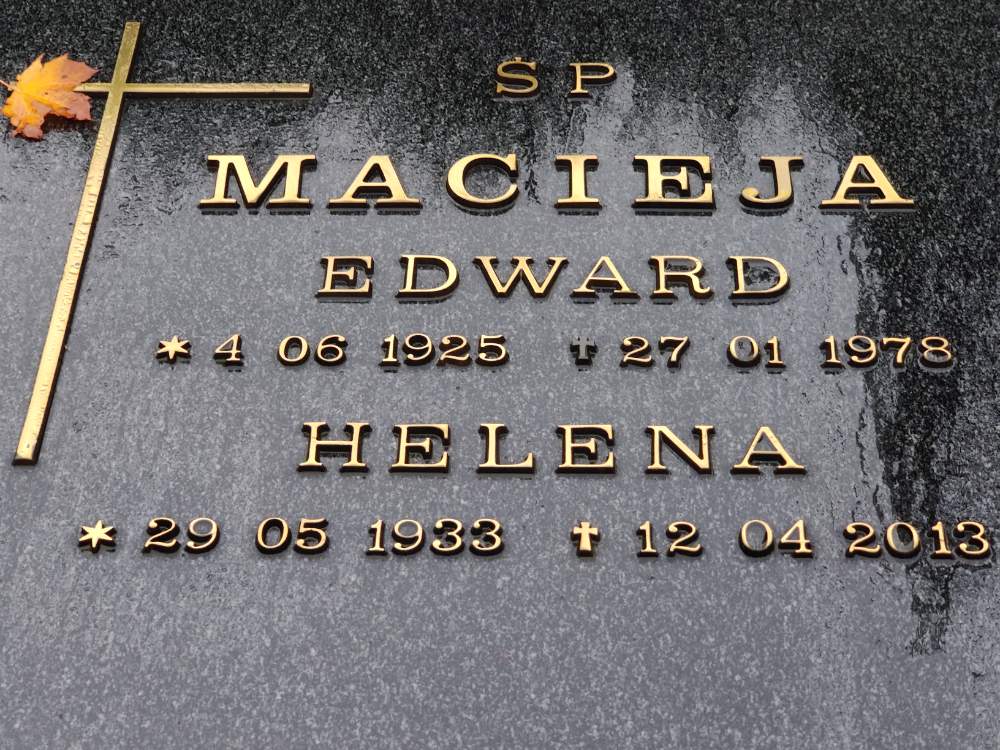 ŚP
MACIEJA
EDWARD
* 4 06 1925 † 27 01 1978
HELENA
* 29 05 1933 † 12 04 2013